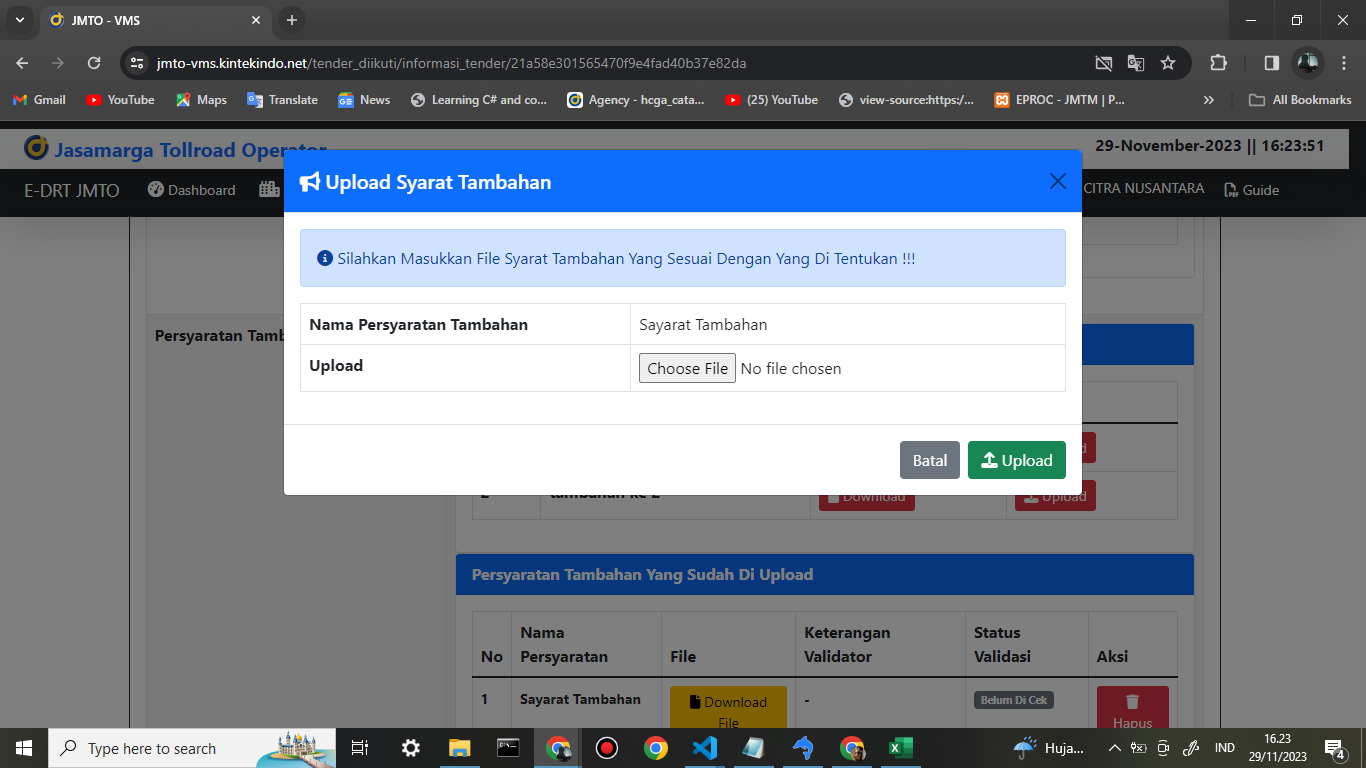 JMTO - VMS
jmto-vms.kintekindo.net/tender_diikuti/informasi_tender/21a58e301565470f9e4fad40b37e82da
Gmail YouTube Maps Translate News Learning C# and co... Agency - hcga_cata... (25) YouTube view-source:https:/... EPROC - JMTM | P... » All Bookmarks
Jasamarga Tollroad Operator 29-November-2023 || 16:23:51
E-DRT JMTO Dashboard CITRA NUSANTARA Guide
Upload Syarat Tambahan
Silahkan Masukkan File Syarat Tambahan Yang Sesuai Dengan Yang Di Tentukan !!!
Nama Persyaratan Tambahan Sayarat Tambahan
Upload Choose File No file chosen
Batal Upload
Persyaratan Tamb
2 tambahan ke 2 Download Upload
Persyaratan Tambahan Yang Sudah Di Upload
No Nama Persyaratan File Keterangan Validator Status Validasi Aksi
1 Sayarat Tambahan Download File - Belum Di Cek Hapus
Type here to search Huja... IND 16.23
29/11/2023 4